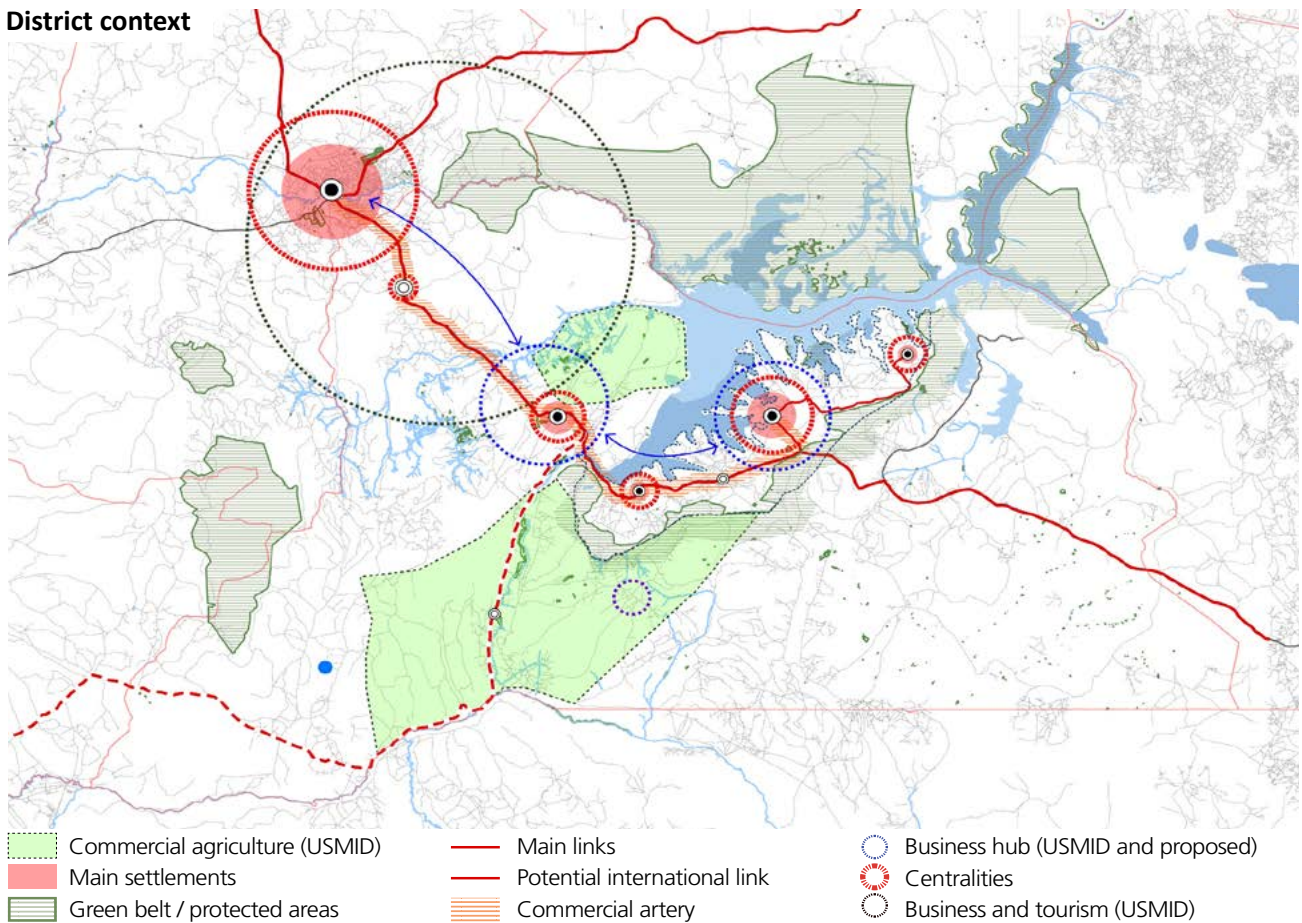 District context
Commercial agriculture (USMID)
Main settlements
Green belt / protected areas
Main links
Potential international link
Commercial artery
Business hub (USMID and proposed)
Centralities
Business and tourism (USMID)